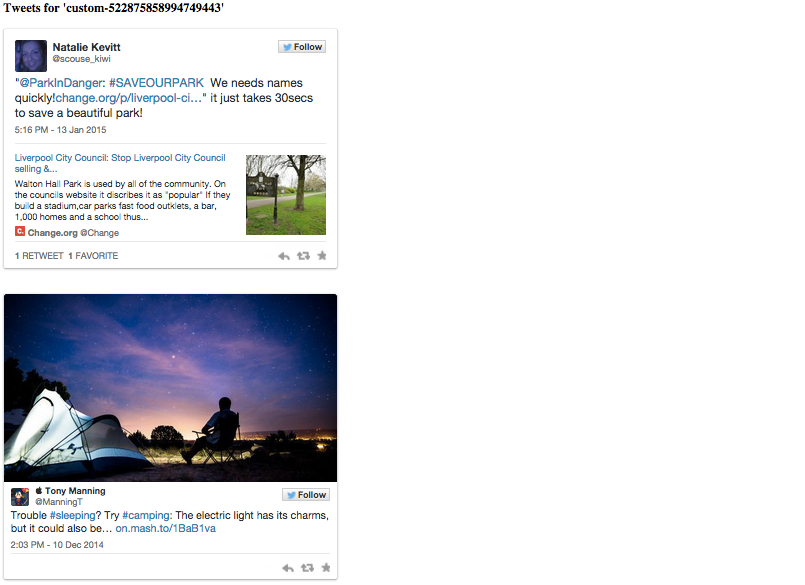 Tweets for 'custom-522875858994749443'
Natalie Kevitt
@scouse_kiwi
Follow
"@ParkInDanger: #SAVEOURPARK We needs names
quickly!change.org/p/liverpool-ci…" it just takes 30secs
to save a beautiful park!
5:16 PM - 13 Jan 2015
Liverpool City Council: Stop Liverpool City Council
selling &...
Walton Hall Park is used by all of the community. On
the councils website it discribes it as "popular" If they
build a stadium,car parks fast food outklets, a bar,
1,000 homes and a school thus...
Change.org @Change
1 RETWEET 1 FAVORITE
Tony Manning
@ManningT
Follow
Trouble #sleeping? Try #camping: The electric light has its charms,
but it could also be… on.mash.to/1BaB1va
2:03 PM - 10 Dec 2014